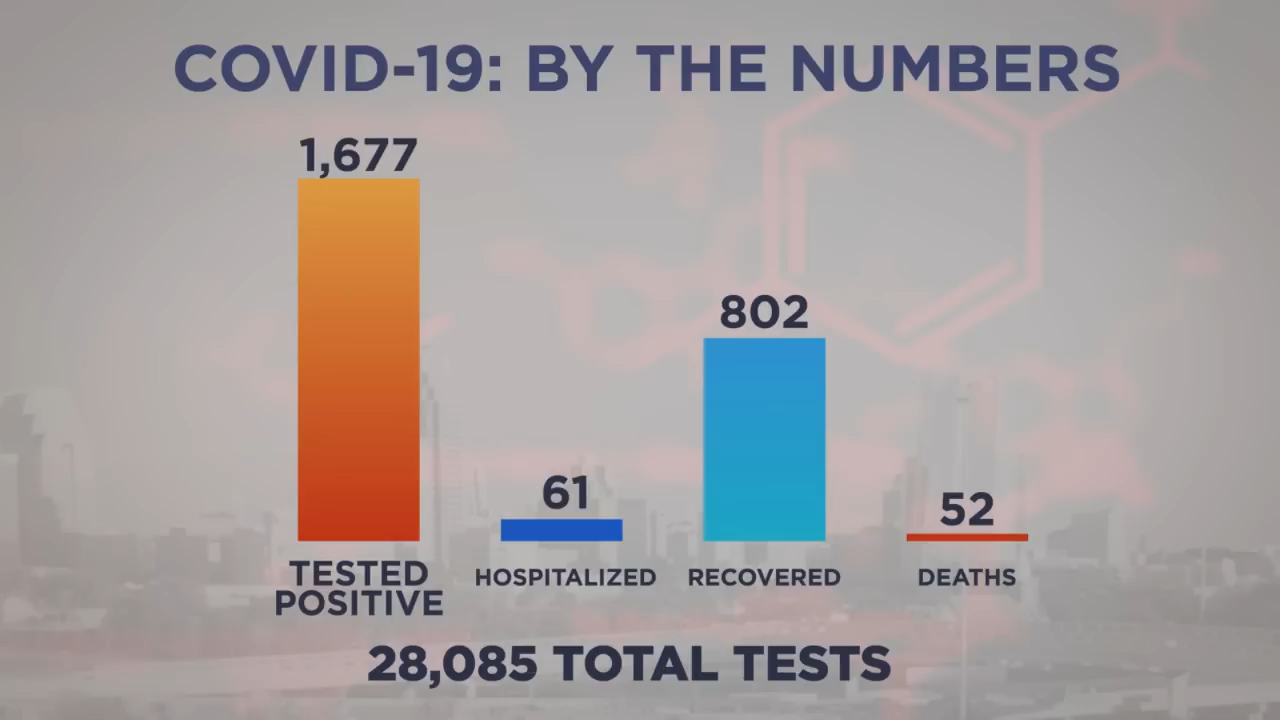 COVID-19: BY THE NUMBERS
1,677
802
61
52
TESTED
POSITIVE
HOSPITALIZED
RECOVERED
DEATHS
28,085 TOTAL TESTS